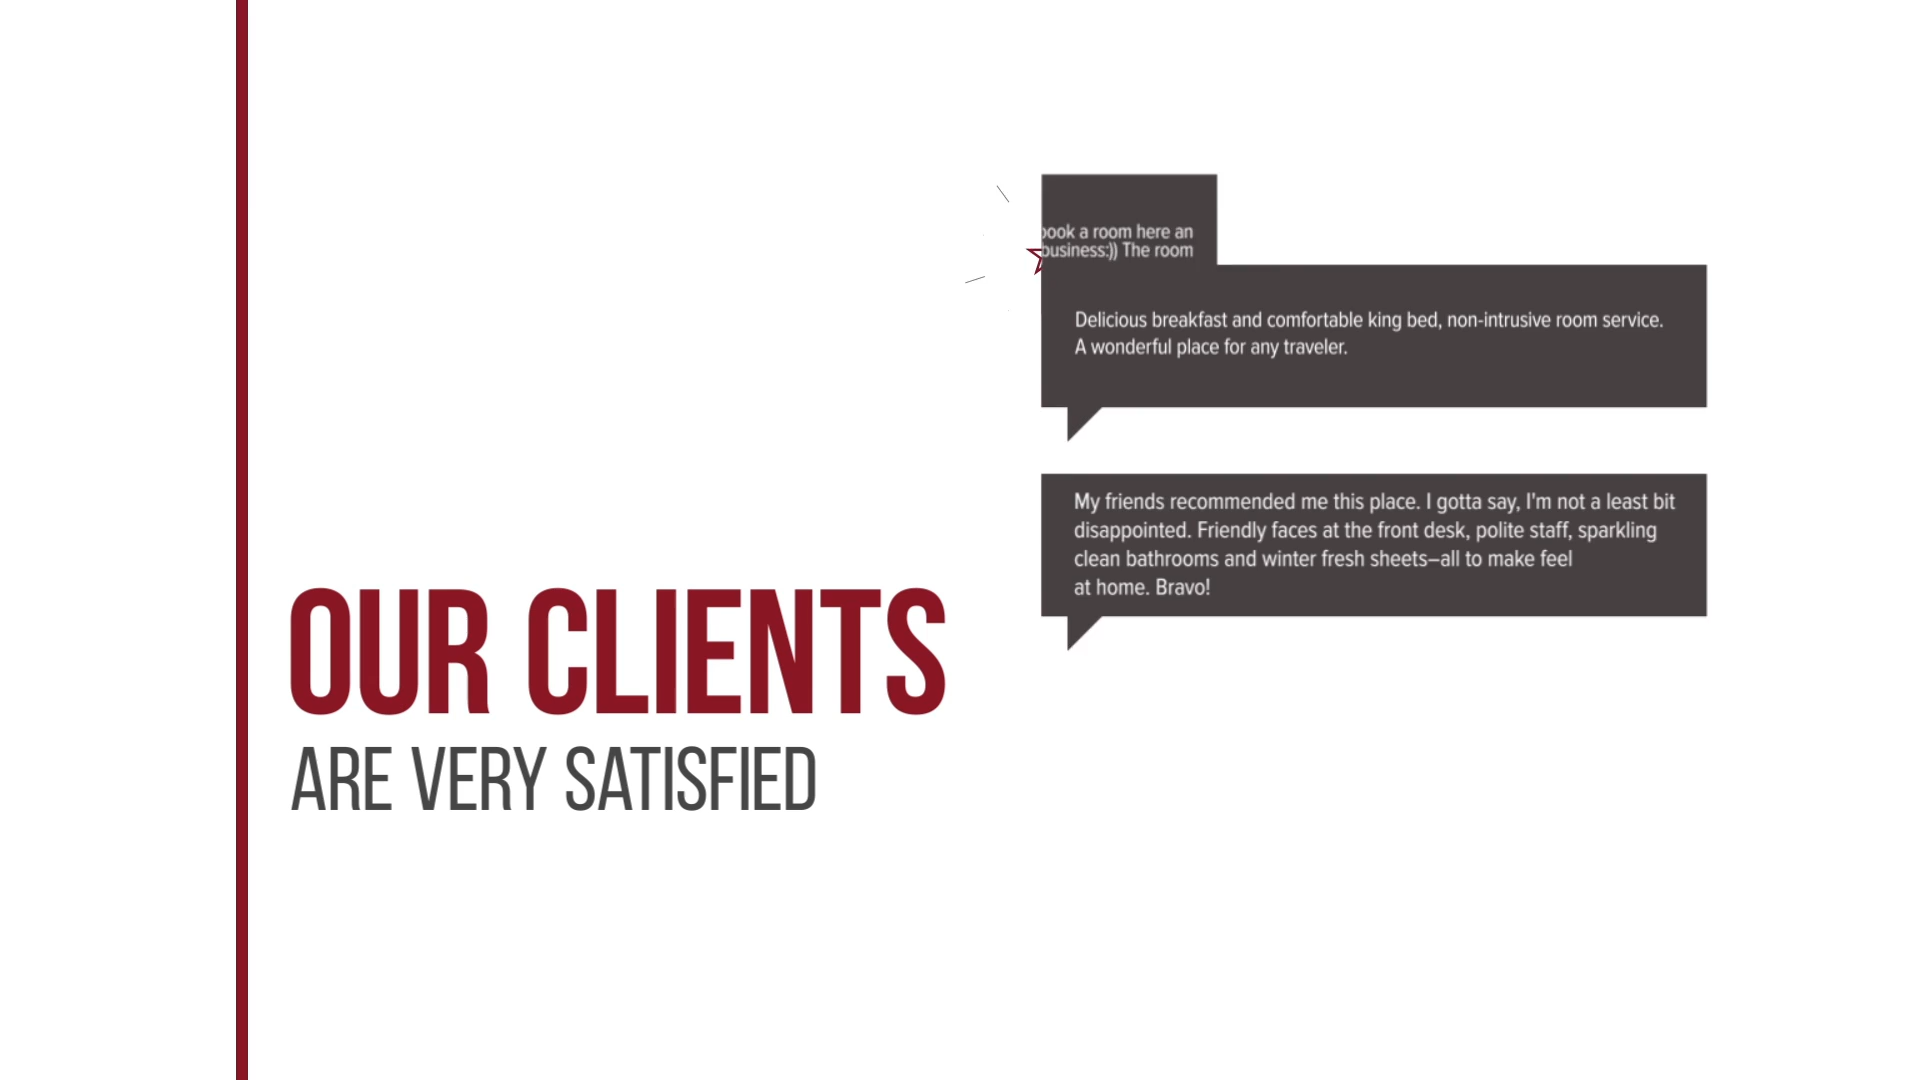 OUR CLIENTS
ARE VERY SATISFIED
a room here an
business:)) The room
Delicious breakfast and comfortable king bed, non-intrusive room service.
A wonderful place for any traveler.
My friends recommended me this place. I gotta say, I'm not a least bit
disappointed. Friendly faces at the front desk, polite staff, sparkling
clean bathrooms and winter fresh sheets–all to make feel
at home. Bravo!